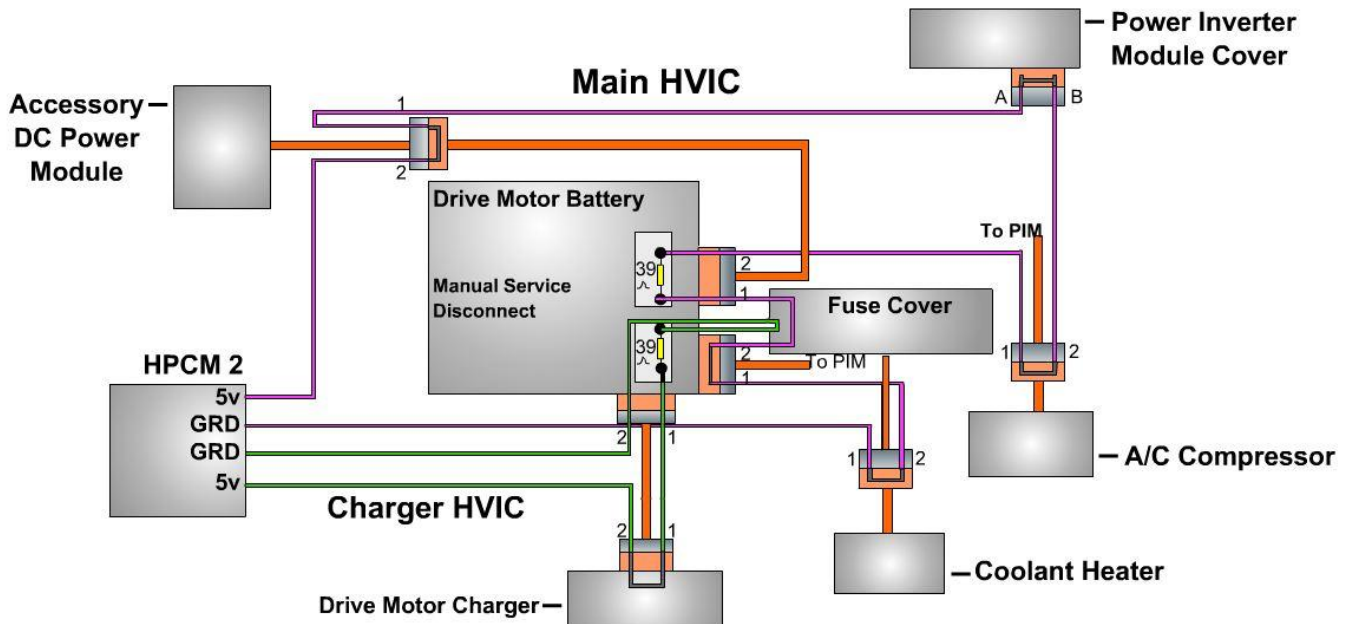 Power Inverter
Module Cover
Main HVIC
Accessory
DC Power
Module
1
2
A
B
Drive Motor Battery
To PIM
39
2
1
Manual Service
Disconnect
Fuse Cover
39
2
1
To PIM
1
2
HPCM 2
5v
GRD
GRD
5v
2
1
1
2
A/C Compressor
Charger HVIC
2
1
Coolant Heater
Drive Motor Charger